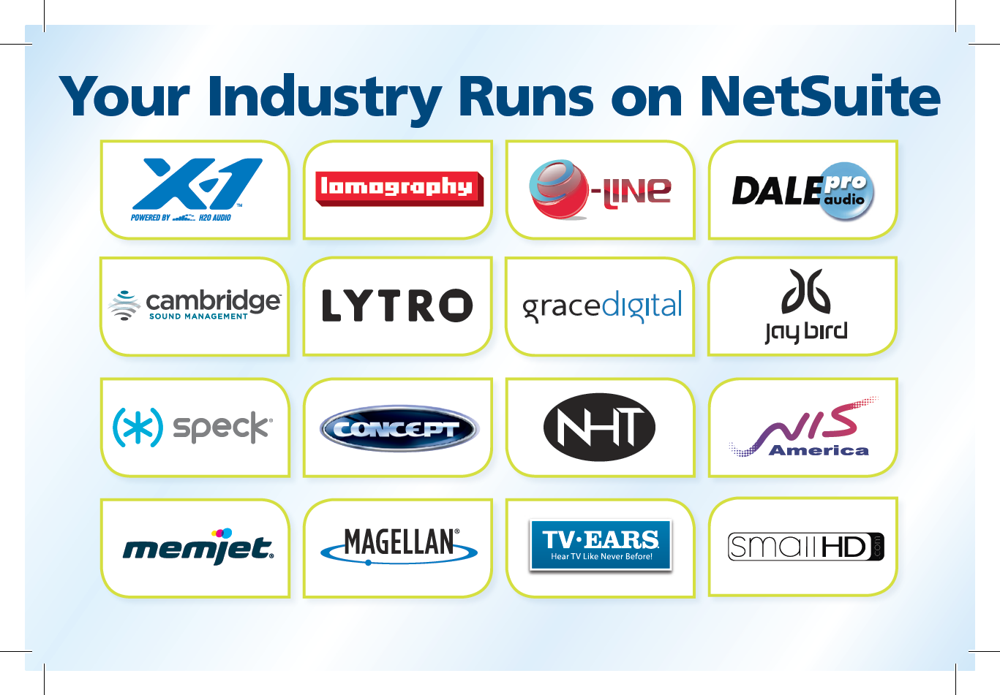 Your Industry Runs on NetSuite
X-1™
POWERED BY H2O AUDIO
lomography
e-LINE
DALE pro audio
cambridge™
SOUND MANAGEMENT
LYTRO
gracedigital
jaybird
speck®
CONCEPT
NHT
NIS
America
memjet®
MAGELLAN®
TV·EARS®
Hear TV Like Never Before!
smallHD.com